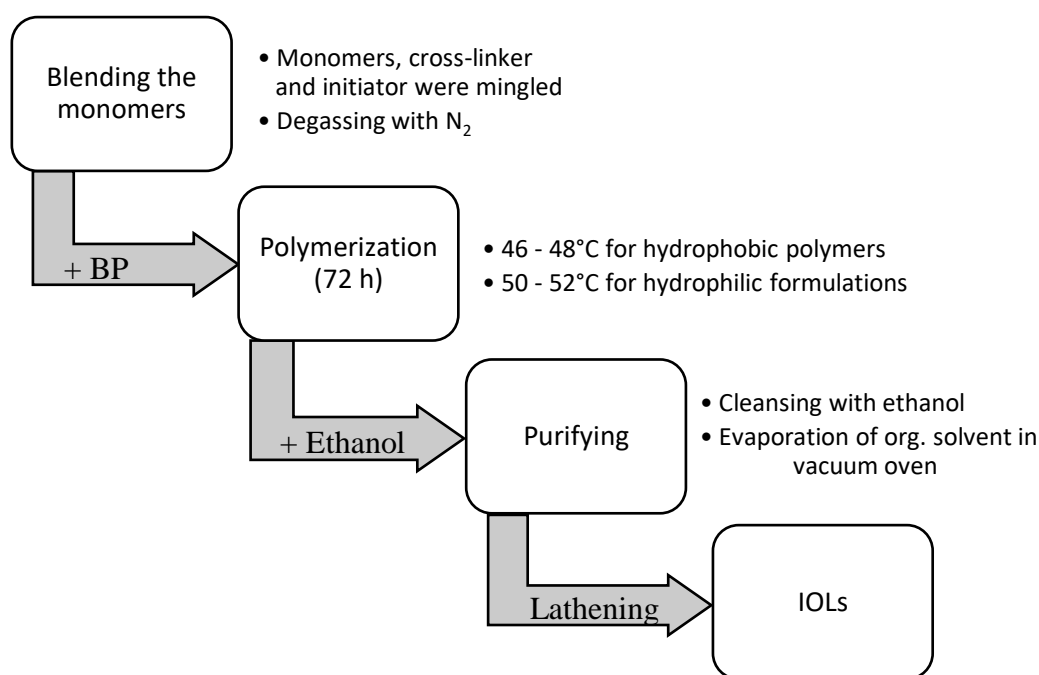 Blending the
monomers
• Monomers, cross-linker
and initiator were mingled
• Degassing with N₂
+ BP
Polymerization
(72 h)
• 46 - 48°C for hydrophobic polymers
• 50 - 52°C for hydrophilic formulations
+ Ethanol
Purifying
• Cleansing with ethanol
• Evaporation of org. solvent in
vacuum oven
Lathening
IOLs